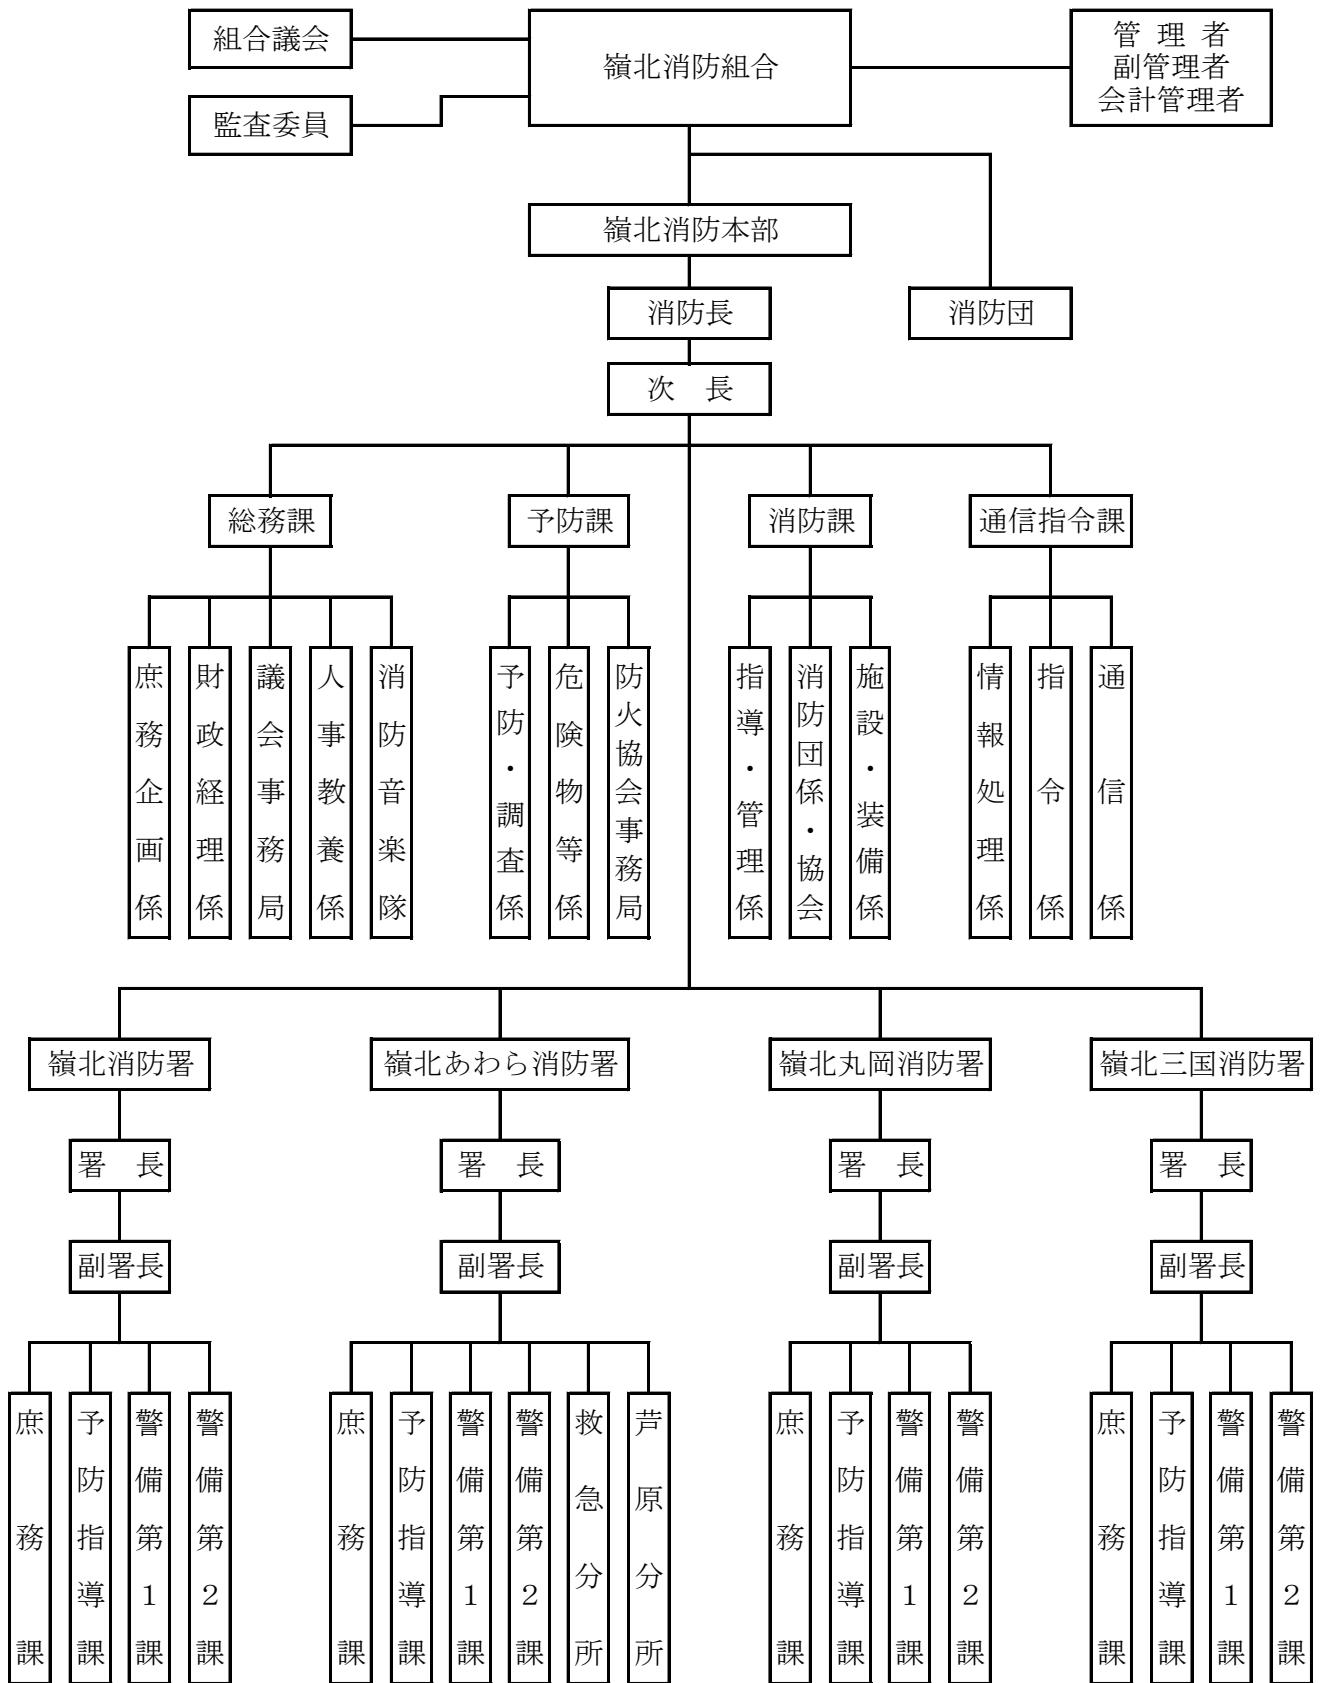 組合議会
嶺北消防組合
管 理 者
副管理者
会計管理者
監査委員
嶺北消防本部
消防長
消防団
次　長
総務課
予防課
消防課
通信指令課
庶務企画係
財政経理係
議会事務局
人事教養係
消防音楽隊
予防・調査係
危険物等係
防火協会事務局
指導・管理係
消防団係・協会
施設・装備係
情報処理係
指令係
通信係
嶺北消防署
嶺北あわら消防署
嶺北丸岡消防署
嶺北三国消防署
署　長
署　長
署　長
署　長
副署長
副署長
副署長
副署長
庶務課
予防指導課
警備第1課
警備第2課
庶務課
予防指導課
警備第1課
警備第2課
救急分所
芦原分所
庶務課
予防指導課
警備第1課
警備第2課
庶務課
予防指導課
警備第1課
警備第2課